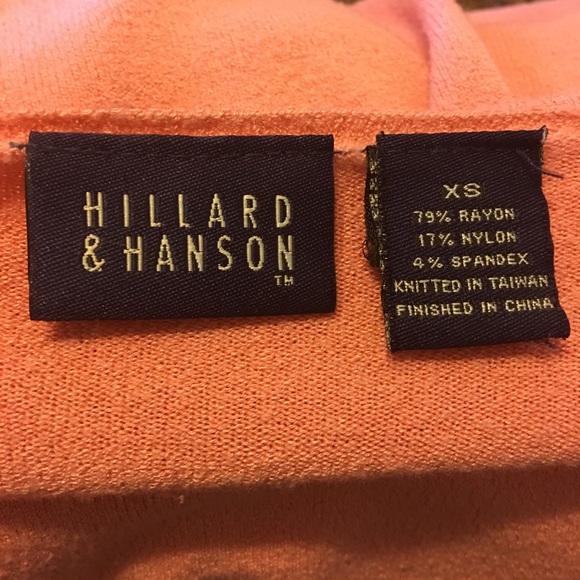 HILLARD
& HANSON
TM
XS
79% RAYON
17% NYLON
4% SPANDEX
KNITTED IN TAIWAN
FINISHED IN CHINA